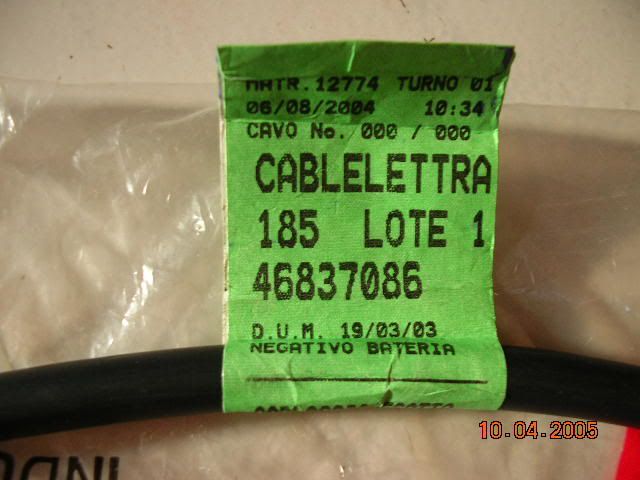 MATR.12774 TURNO 01
06/08/2004 10:34
CAVO No. 000 / 000
CABLELETTRA
185 LOTE 1
46837086
D.U.M. 19/03/03
NEGATIVO BATERIA
10.04.2005